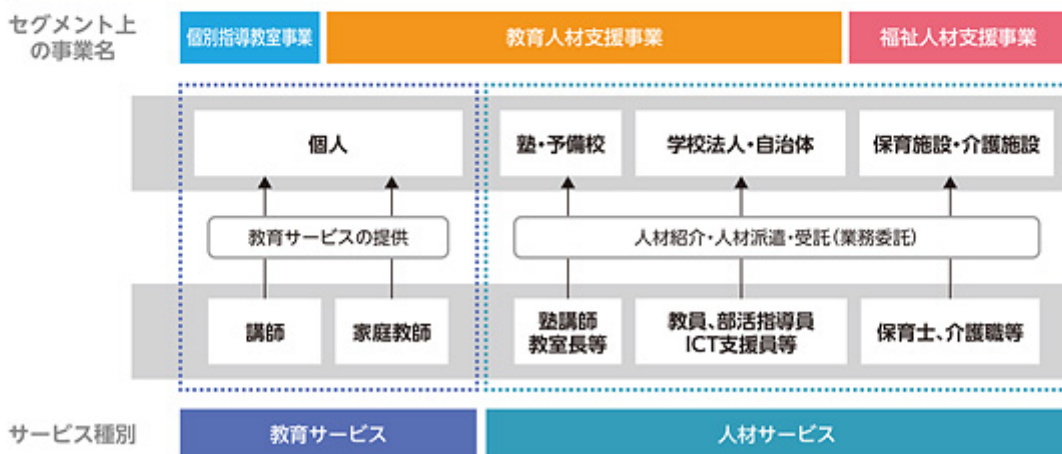 セグメント上
の事業名
個別指導教室事業
教育人材支援事業
福祉人材支援事業
個人
塾・予備校
学校法人・自治体
保育施設・介護施設
教育サービスの提供
人材紹介・人材派遣・受託(業務委託)
講師
家庭教師
塾講師
教室長等
教員、部活指導員
ICT支援員等
保育士、介護職等
サービス種別
教育サービス
人材サービス